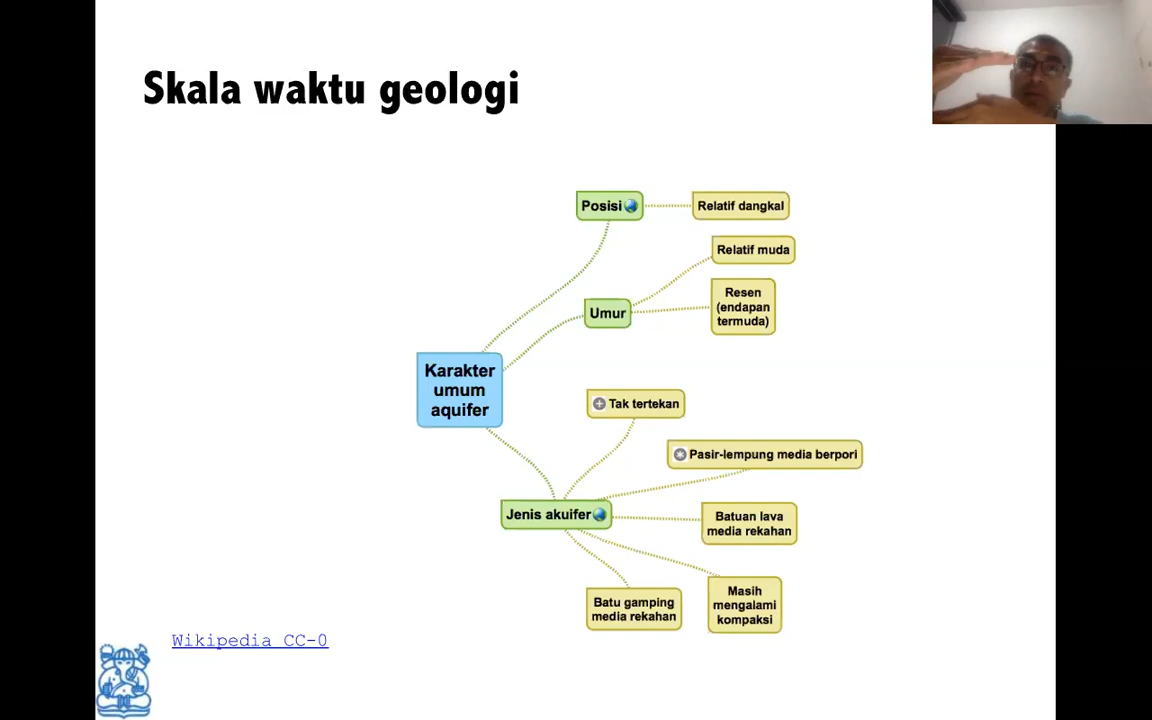 Skala waktu geologi
Posisi
Relatif dangkal
Relatif muda
Umur
Resen
(endapan
termuda)
Karakter
umum
aquifer
Tak tertekan
Pasir-lempung media berpori
Jenis akuifer
Batuan lava
media rekahan
Masih
mengalami
kompaksi
Batu gamping
media rekahan
Wikipedia CC-0